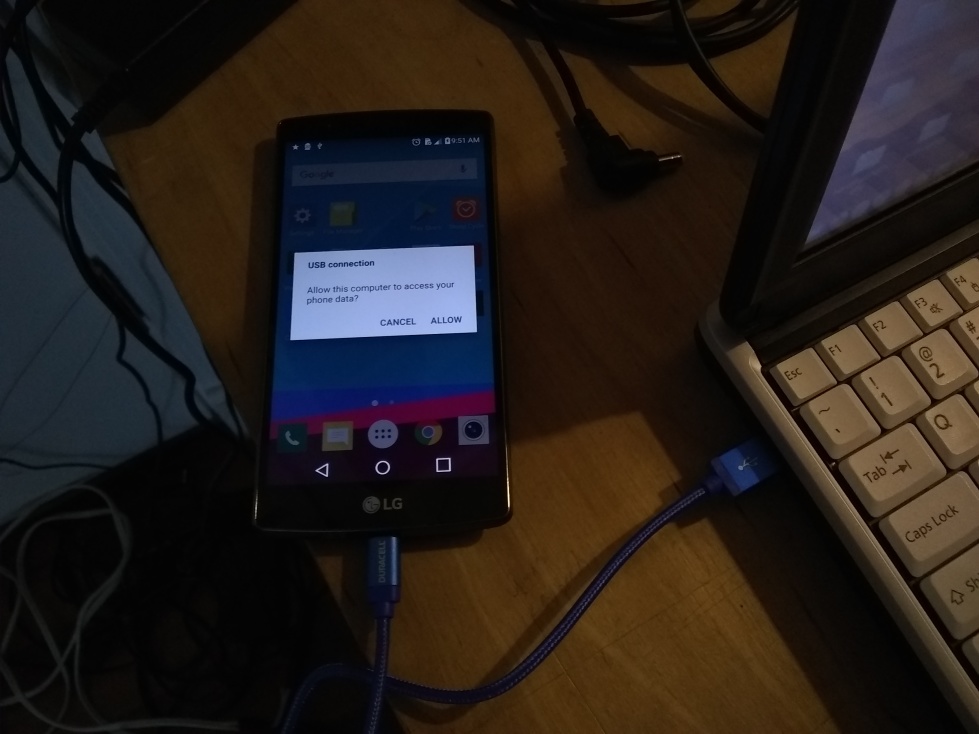 9:51 AM
Google
USB connection
Allow this computer to access your
phone data?
CANCEL ALLOW
LG
DURACELL
Esc
F1
F2
F3
F4
~
!
1
@
2
#
Tab
Q
Caps Lock
Sh